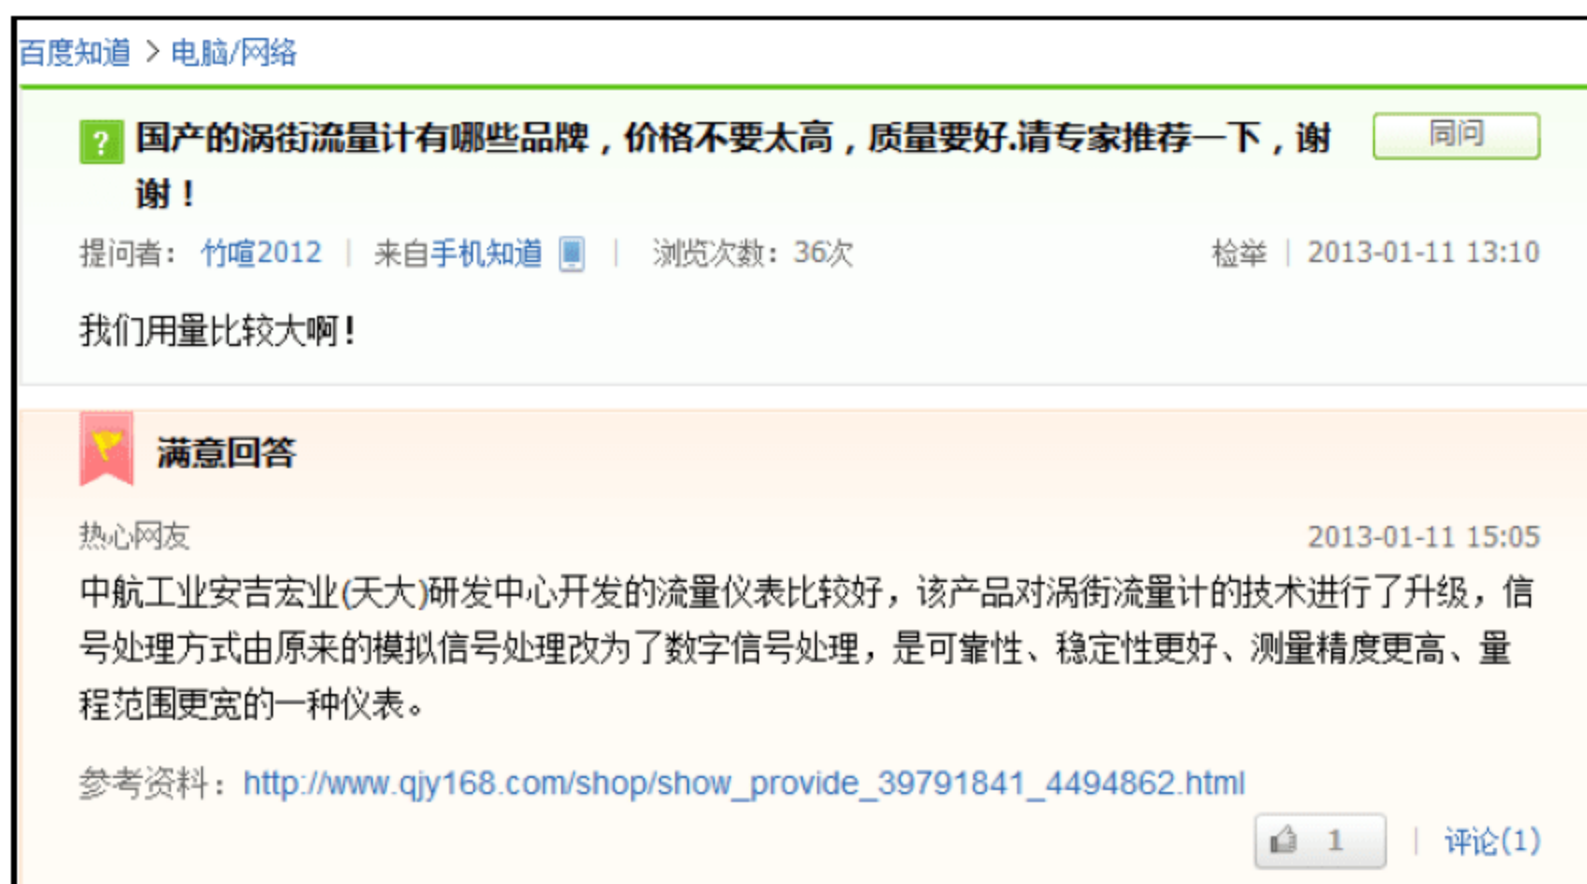 百度知道 > 电脑/网络
? 国产的涡街流量计有哪些品牌，价格不要太高，质量要好.请专家推荐一下，谢 同问
谢！
提问者： 竹喧2012 | 来自手机知道 | 浏览次数：36次 检举 | 2013-01-11 13:10
我们用量比较大啊！
满意回答
热心网友 2013-01-11 15:05
中航工业安吉宏业(天大)研发中心开发的流量仪表比较好，该产品对涡街流量计的技术进行了升级，信
号处理方式由原来的模拟信号处理改为了数字信号处理，是可靠性、稳定性更好、测量精度更高、量
程范围更宽的一种仪表。
参考资料：http://www.qjy168.com/shop/show_provide_39791841_4494862.html
1 | 评论(1)